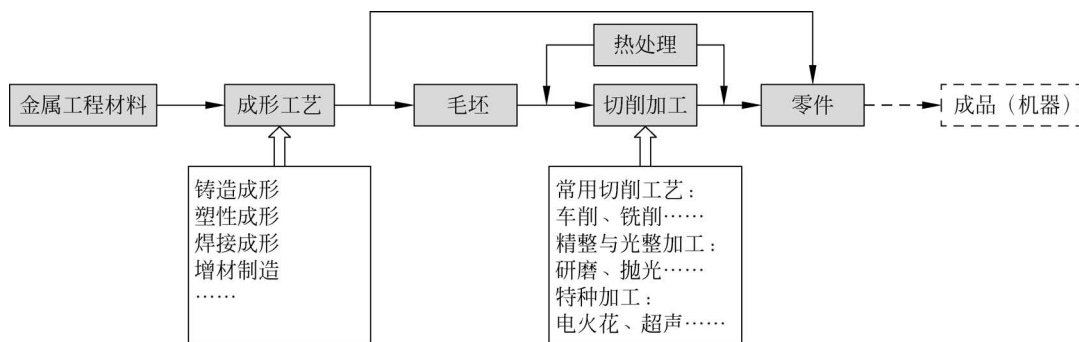 热处理
金属工程材料
成形工艺
毛坯
切削加工
零件
成品（机器）
铸造成形
塑性成形
焊接成形
增材制造
……
常用切削工艺：
车削、铣削……
精整与光整加工：
研磨、抛光……
特种加工：
电火花、超声……